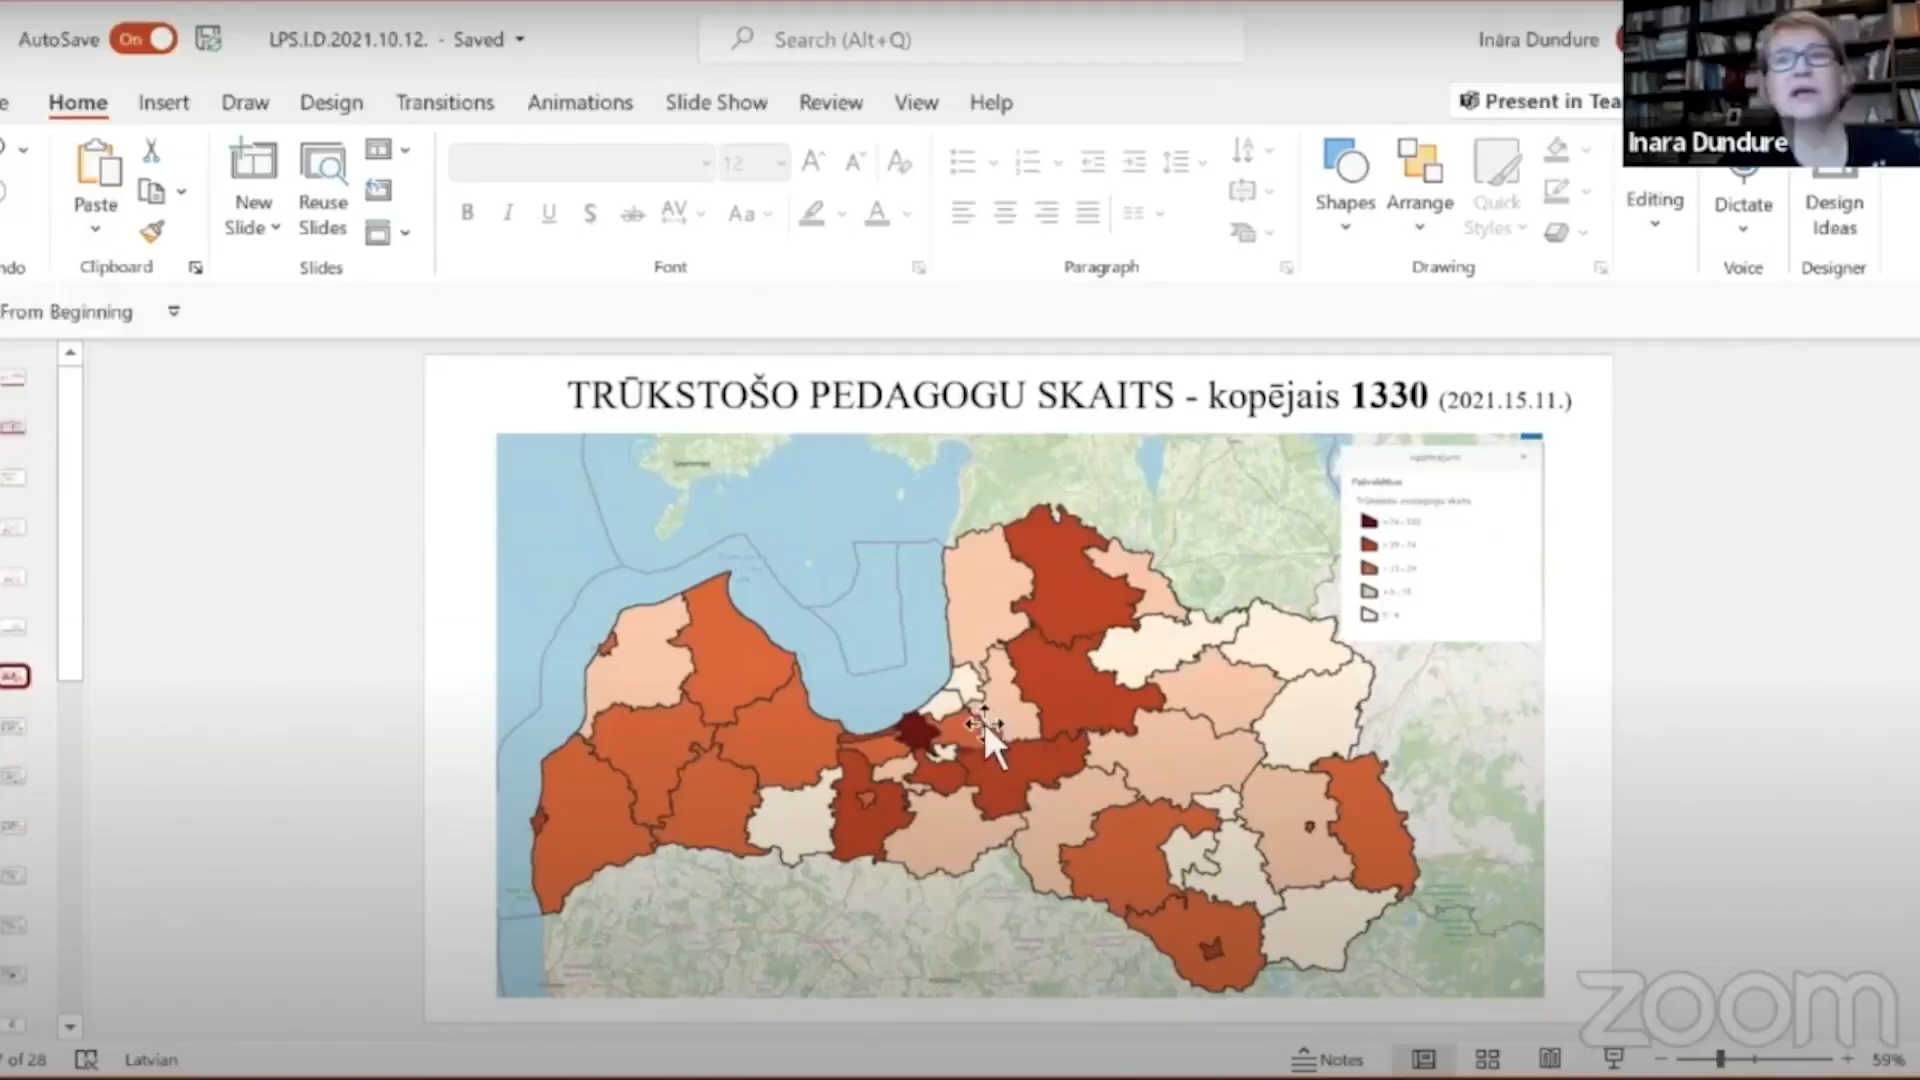 AutoSave On LPS.I.D.2021.10.12. - Saved Search (Alt+Q) Ināra Dundure
Home Insert Draw Design Transitions Animations Slide Show Review View Help Present in Tea
Inara Dundure
Paste New Slide Reuse Slides 12 Shapes Arrange Quick Styles Editing Dictate Design Ideas
Clipboard Slides Font Paragraph Drawing Voice Designer
From Beginning
TRŪKSTOŠO PEDAGOGU SKAITS - kopējais 1330 (2021.15.11.)
zoom
of 28 Latvian Notes 59%